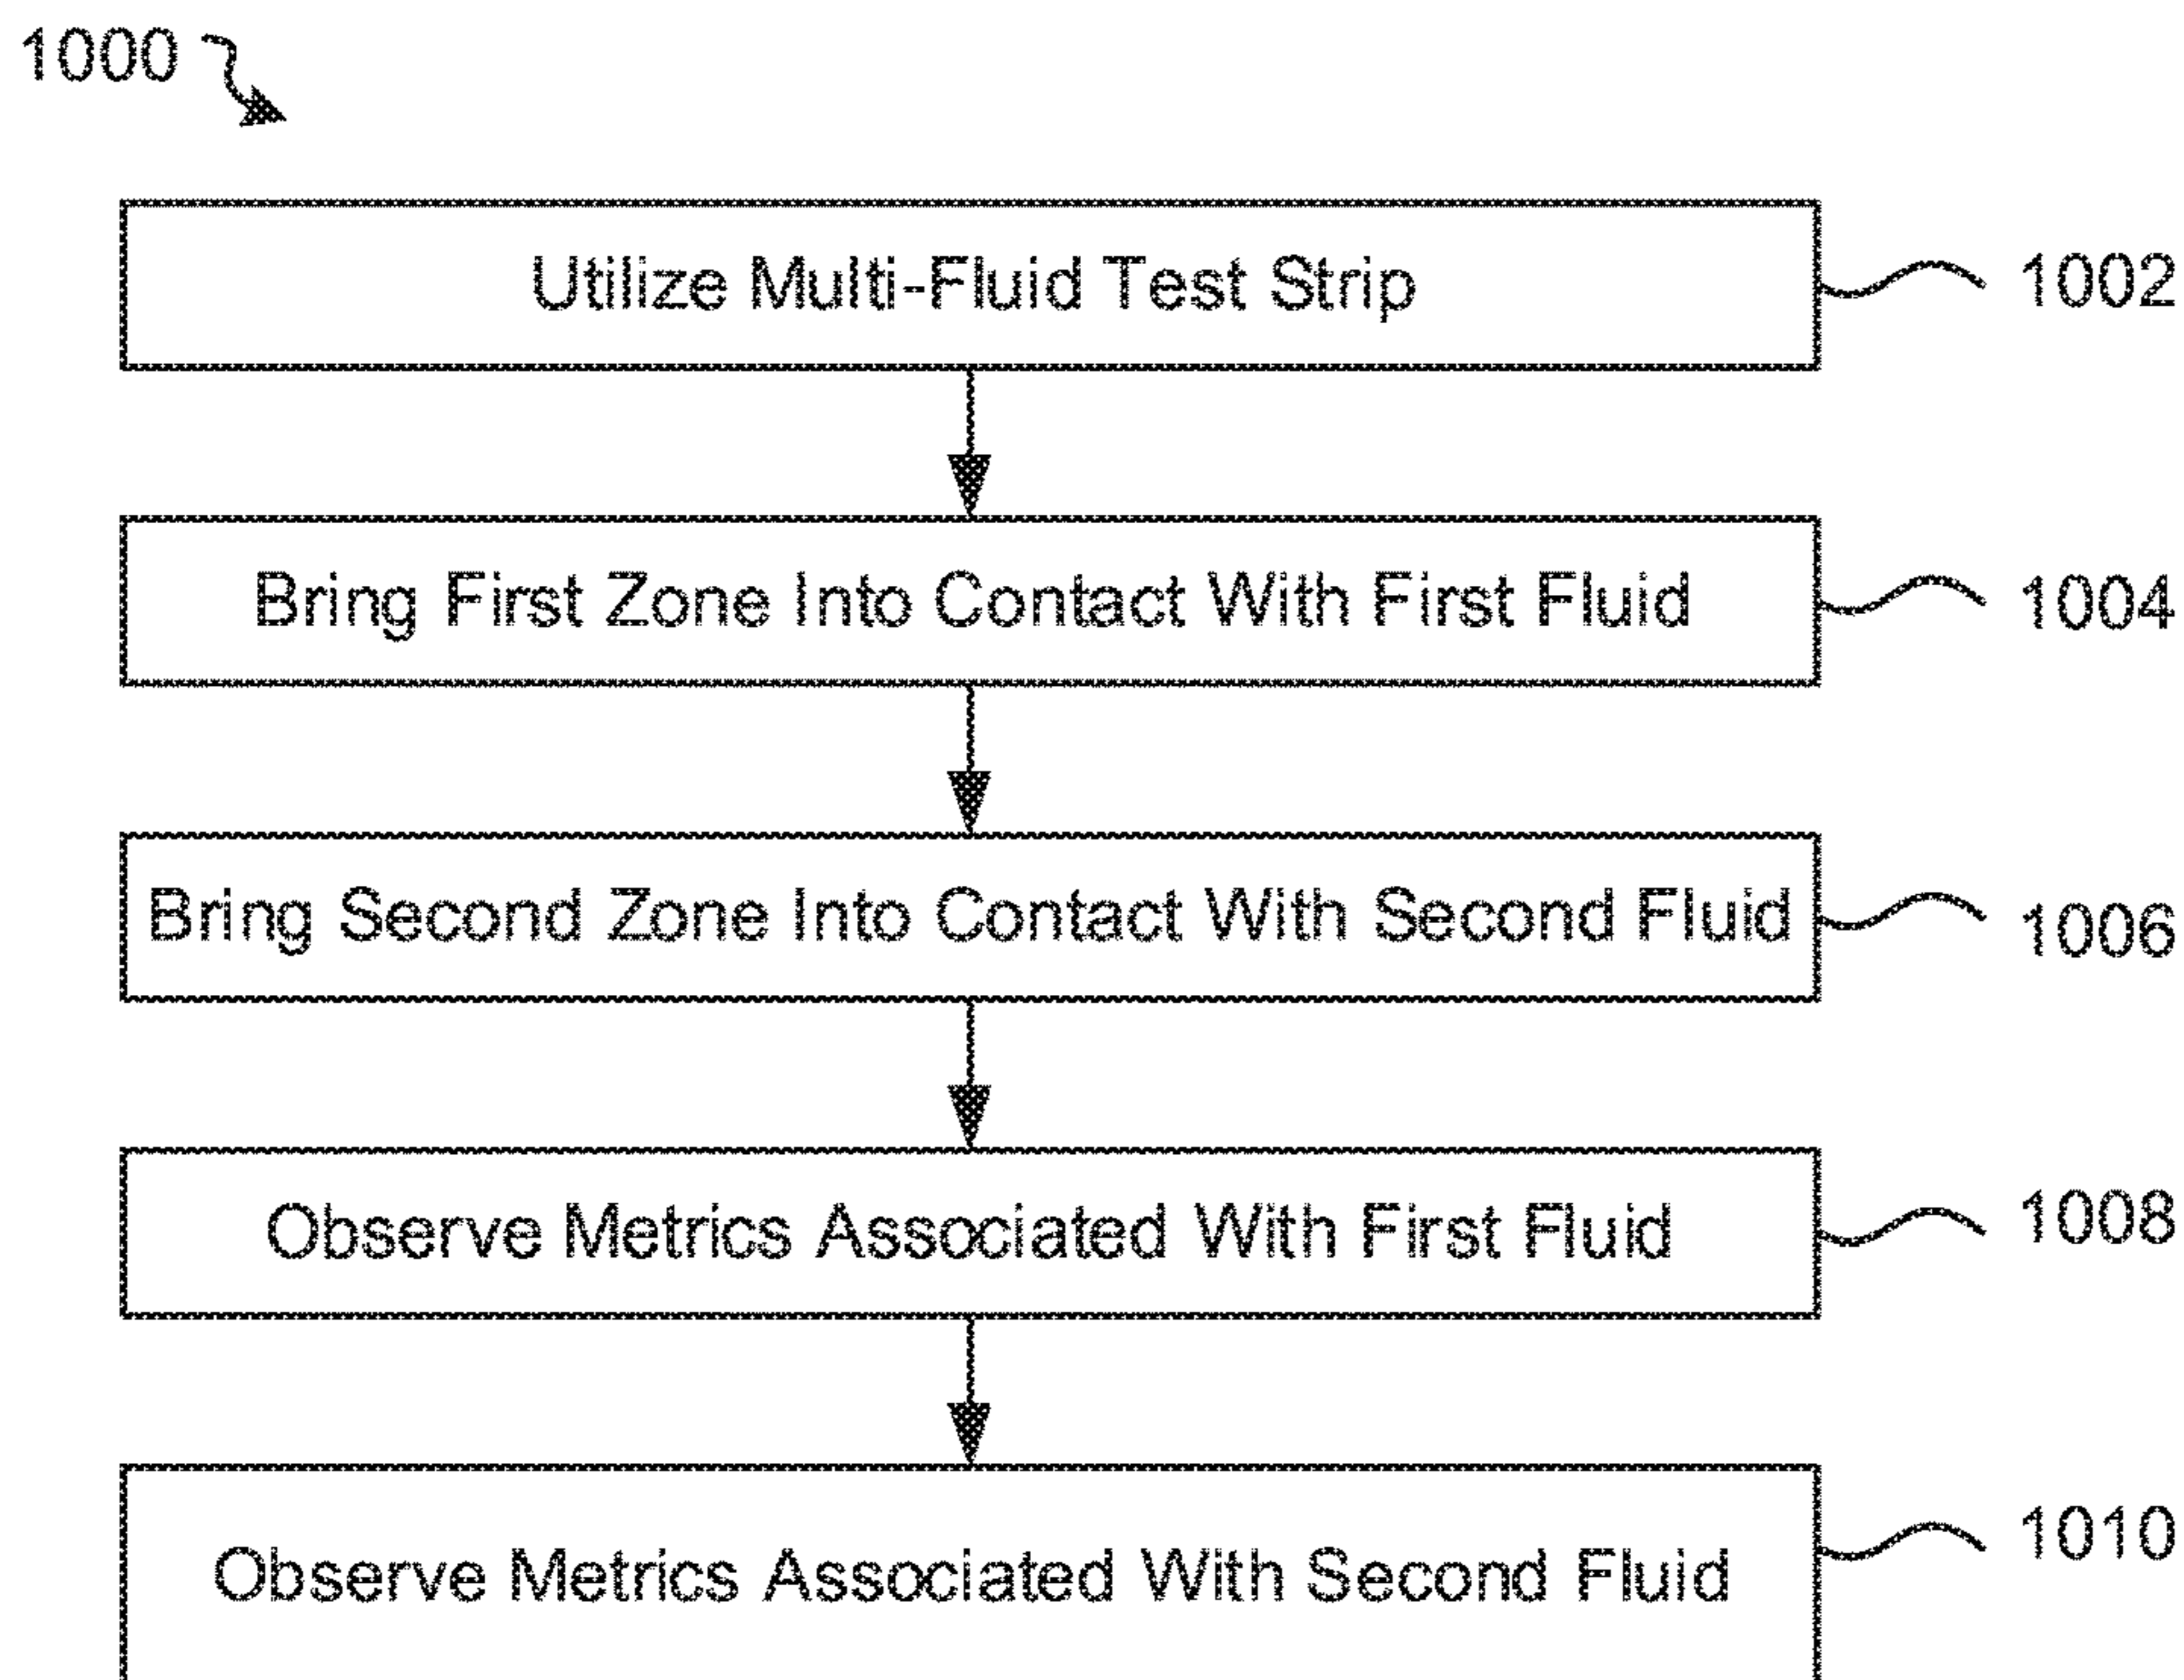 1000
Utilize Multi-Fluid Test Strip
1002
Bring First Zone Into Contact With First Fluid
1004
Bring Second Zone Into Contact With Second Fluid
1006
Observe Metrics Associated With First Fluid
1008
Observe Metrics Associated With Second Fluid
1010